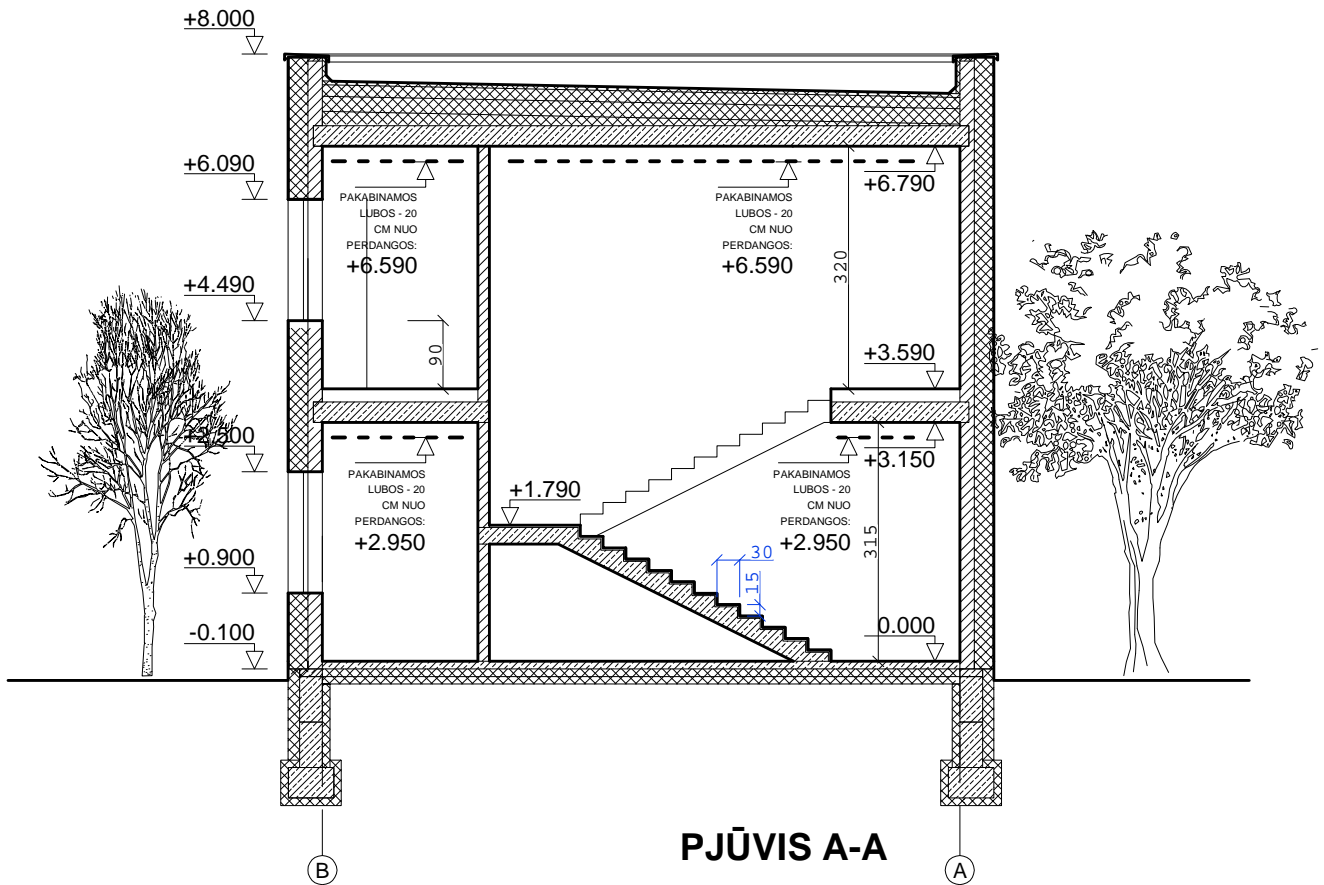 +8.000
+6.090
+6.790
PAKABINAMOS
LUBOS - 20
CM NUO
PERDANGOS:
+6.590
PAKABINAMOS
LUBOS - 20
CM NUO
PERDANGOS:
+6.590
320
+4.490
90
+3.590
+2.500
+3.150
PAKABINAMOS
LUBOS - 20
CM NUO
PERDANGOS:
+2.950
+1.790
PAKABINAMOS
LUBOS - 20
CM NUO
PERDANGOS:
+2.950
315
30
15
+0.900
-0.100
0.000
PJŪVIS A-A
B
A